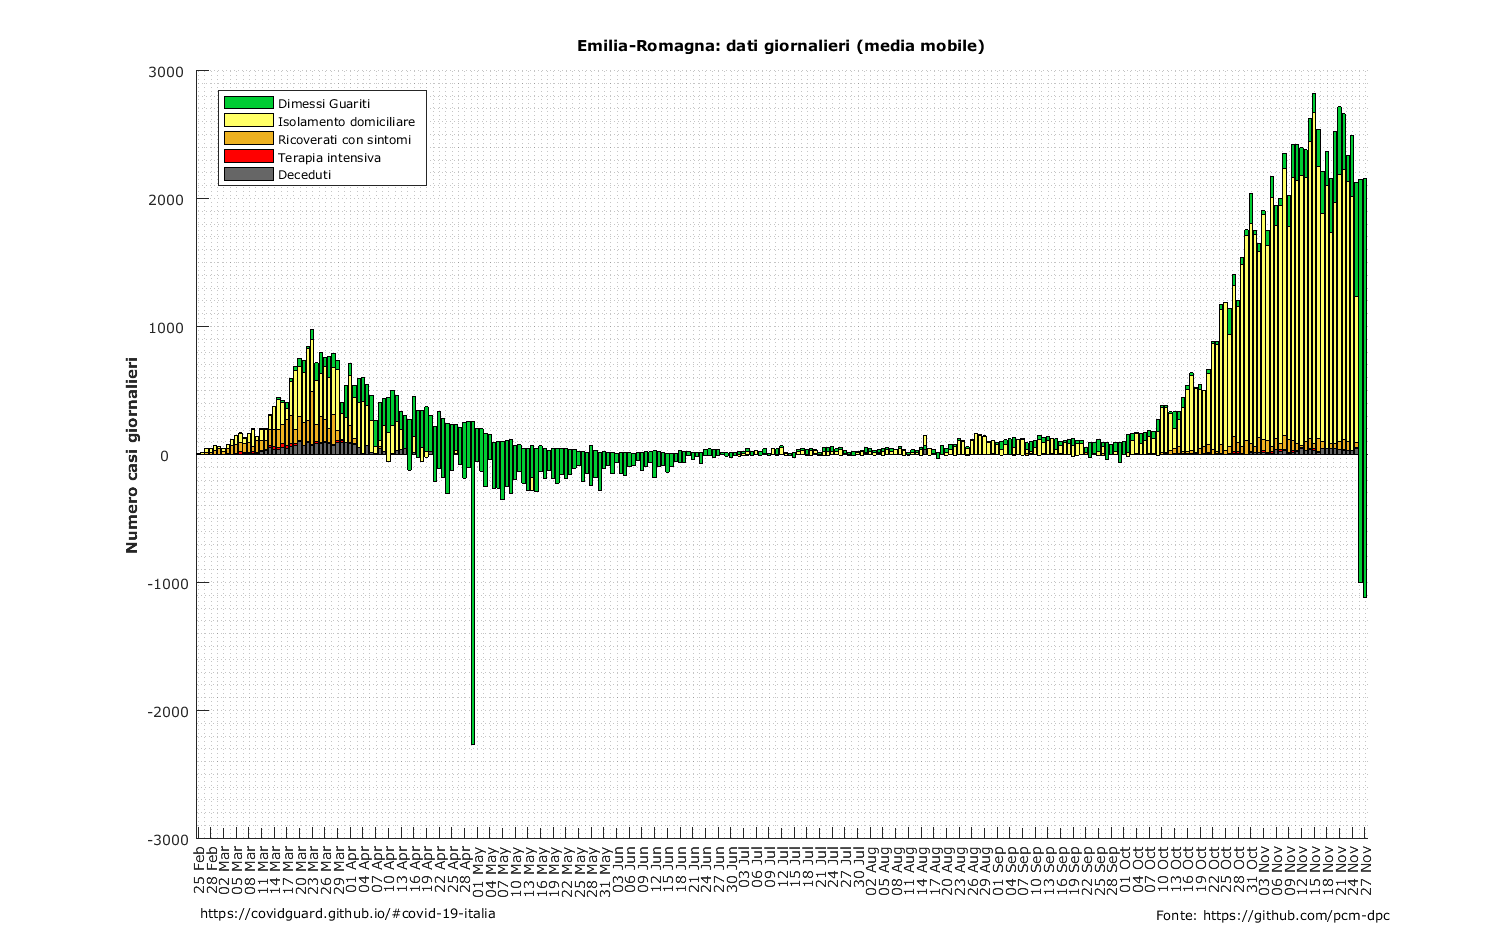 Emilia-Romagna: dati giornalieri (media mobile)
3000
2000
1000
0
-1000
-2000
-3000
Numero casi giornalieri
Dimessi Guariti
Isolamento domiciliare
Ricoverati con sintomi
Terapia intensiva
Deceduti
25 Feb
28 Feb
02 Mar
05 Mar
08 Mar
11 Mar
14 Mar
17 Mar
20 Mar
23 Mar
26 Mar
29 Mar
01 Apr
04 Apr
07 Apr
10 Apr
13 Apr
16 Apr
19 Apr
22 Apr
25 Apr
28 Apr
01 May
04 May
07 May
10 May
13 May
16 May
19 May
22 May
25 May
28 May
31 May
03 Jun
06 Jun
09 Jun
12 Jun
15 Jun
18 Jun
21 Jun
24 Jun
27 Jun
30 Jun
03 Jul
06 Jul
09 Jul
12 Jul
15 Jul
18 Jul
21 Jul
24 Jul
27 Jul
30 Jul
02 Aug
05 Aug
08 Aug
11 Aug
14 Aug
17 Aug
20 Aug
23 Aug
26 Aug
29 Aug
01 Sep
04 Sep
07 Sep
10 Sep
13 Sep
16 Sep
19 Sep
22 Sep
25 Sep
28 Sep
01 Oct
04 Oct
07 Oct
10 Oct
13 Oct
16 Oct
19 Oct
22 Oct
25 Oct
28 Oct
31 Oct
03 Nov
06 Nov
09 Nov
12 Nov
15 Nov
18 Nov
21 Nov
24 Nov
27 Nov
https://covidguard.github.io/#covid-19-italia
Fonte: https://github.com/pcm-dpc